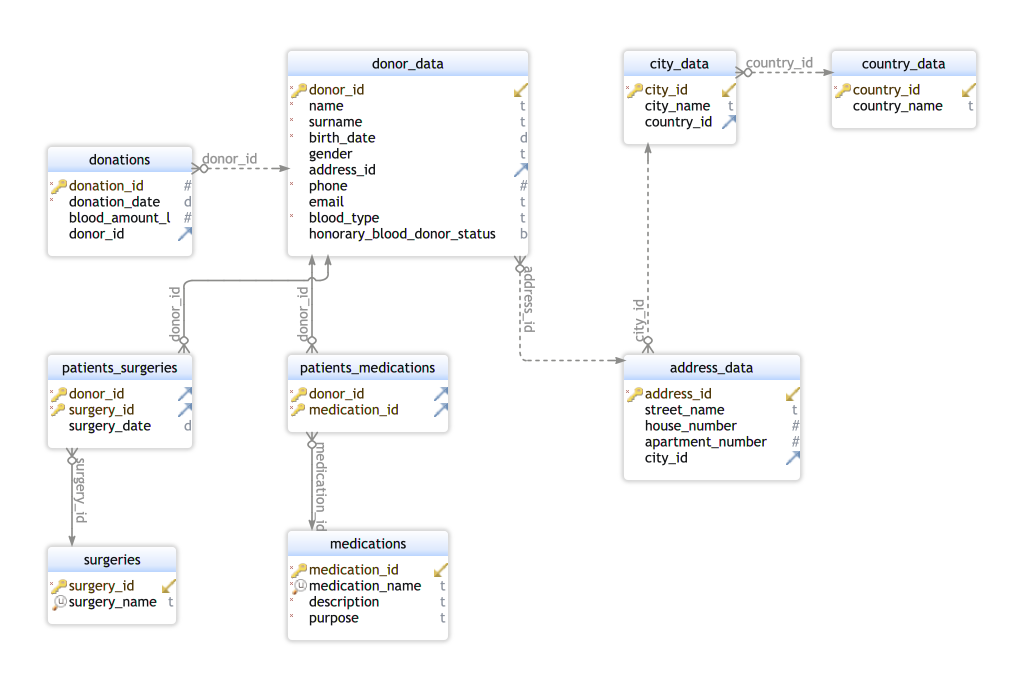 donor_data
donor_id
name t
surname t
birth_date d
gender t
address_id
phone #
email t
blood_type t
honorary_blood_donor_status b
city_data
city_id
city_name t
country_id
country_id
country_data
country_id
country_name t
donations
donation_id #
donation_date d
blood_amount_l #
donor_id
donor_id
donor_id
donor_id
address_id
city_id
patients_surgeries
donor_id
surgery_id
surgery_date d
patients_medications
donor_id
medication_id
address_data
address_id
street_name t
house_number #
apartment_number #
city_id
surgery_id
medication_id
surgeries
surgery_id
u surgery_name t
medications
medication_id
u medication_name t
description t
purpose t